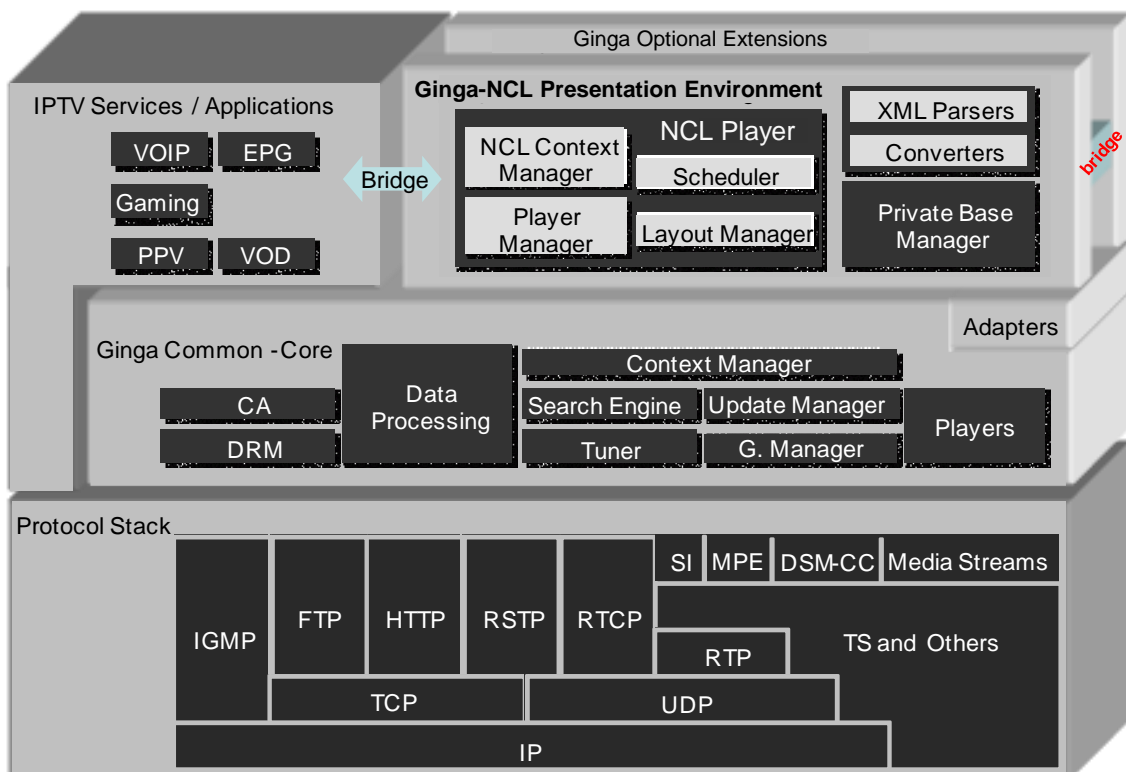 Ginga Optional Extensions
IPTV Services / Applications
VOIP
EPG
Gaming
PPV
VOD
Bridge
Ginga-NCL Presentation Environment
NCL Player
NCL Context
Manager
Scheduler
Player
Manager
Layout Manager
XML Parsers
Converters
Private Base
Manager
bridge
Adapters
Ginga Common -Core
CA
DRM
Data
Processing
Context Manager
Search Engine
Update Manager
Tuner
G. Manager
Players
Protocol Stack
IGMP
FTP
HTTP
RSTP
RTCP
SI
MPE
DSM-CC
Media Streams
TS and Others
RTP
TCP
UDP
IP